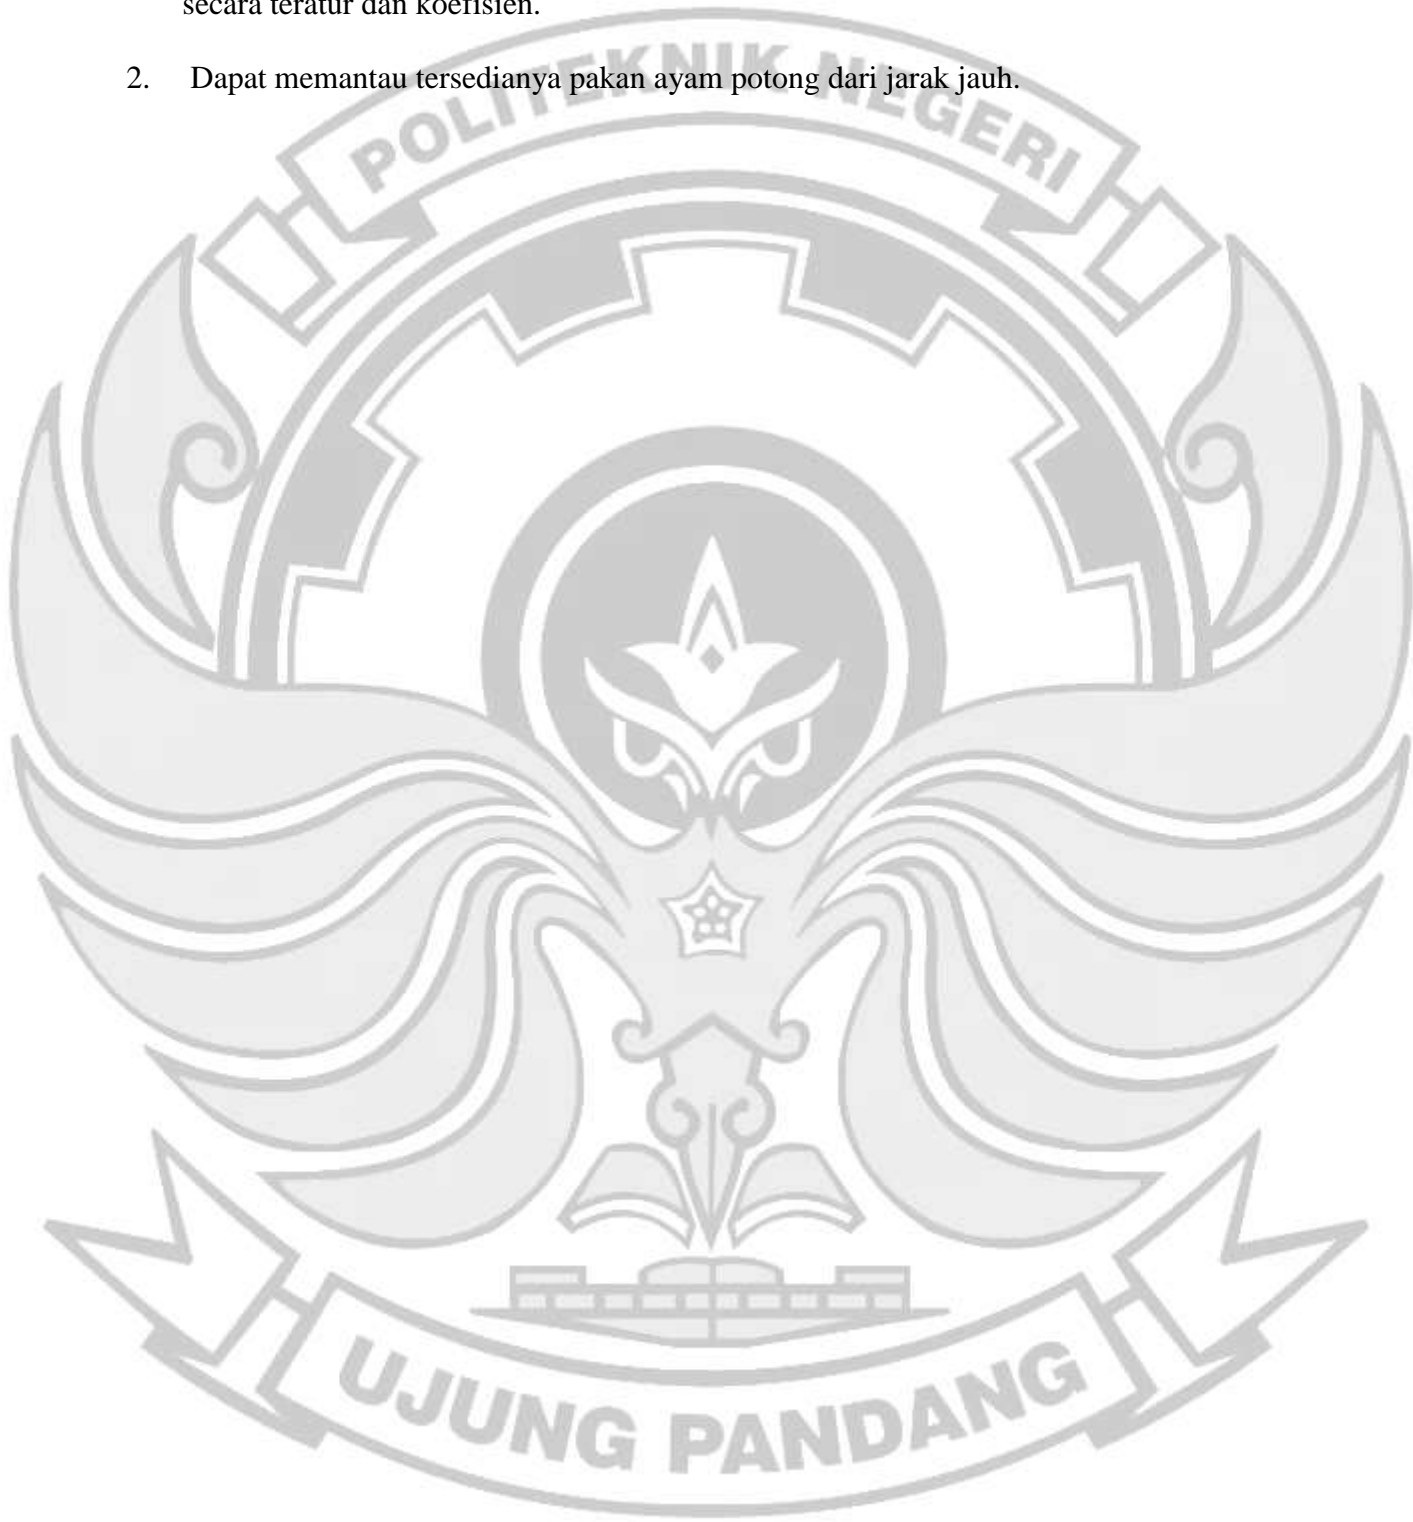 secara teratur dan koefisien.
2. Dapat memantau tersedianya pakan ayam potong dari jarak jauh.
POLITEKNIK NEGERI
UJUNG PANDANG